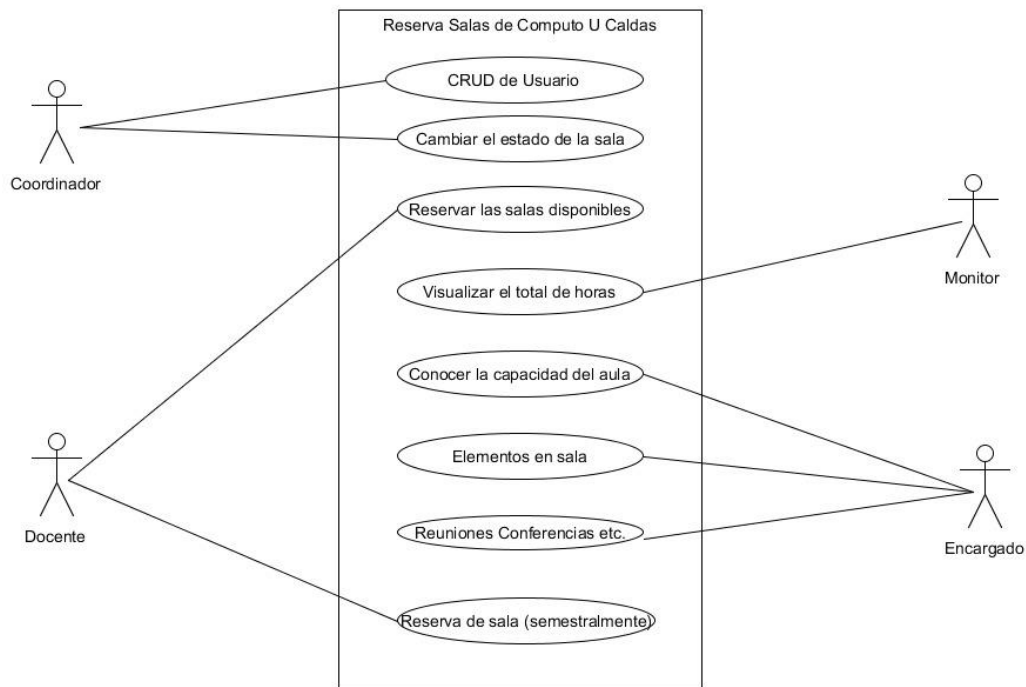 Reserva Salas de Computo U Caldas
CRUD de Usuario
Cambiar el estado de la sala
Coordinador
Reservar las salas disponibles
Monitor
Visualizar el total de horas
Conocer la capacidad del aula
Elementos en sala
Docente
Reuniones Conferencias etc.
Encargado
Reserva de sala (semestralmente)